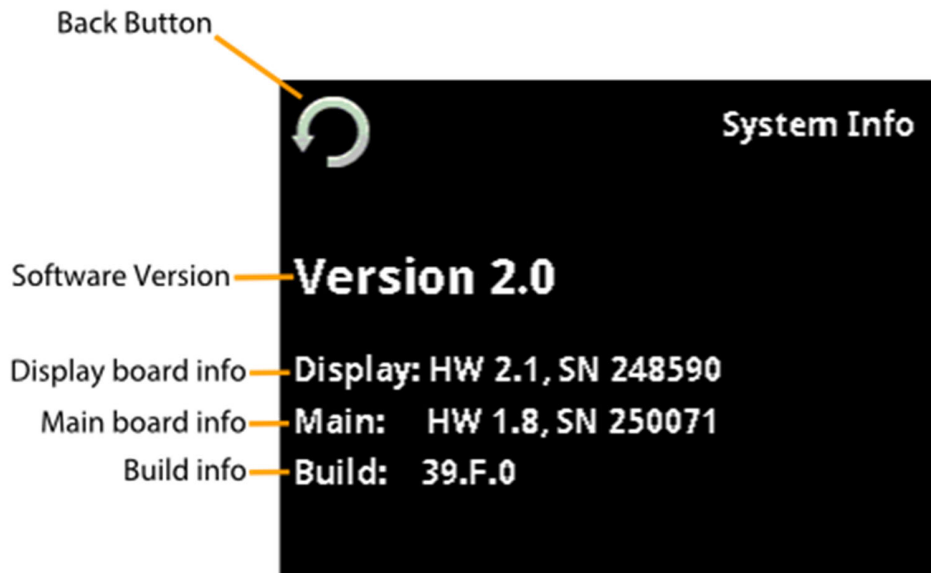 Back Button
System Info
Software Version Version 2.0
Display board info Display: HW 2.1, SN 248590
Main board info Main: HW 1.8, SN 250071
Build info Build: 39.F.0